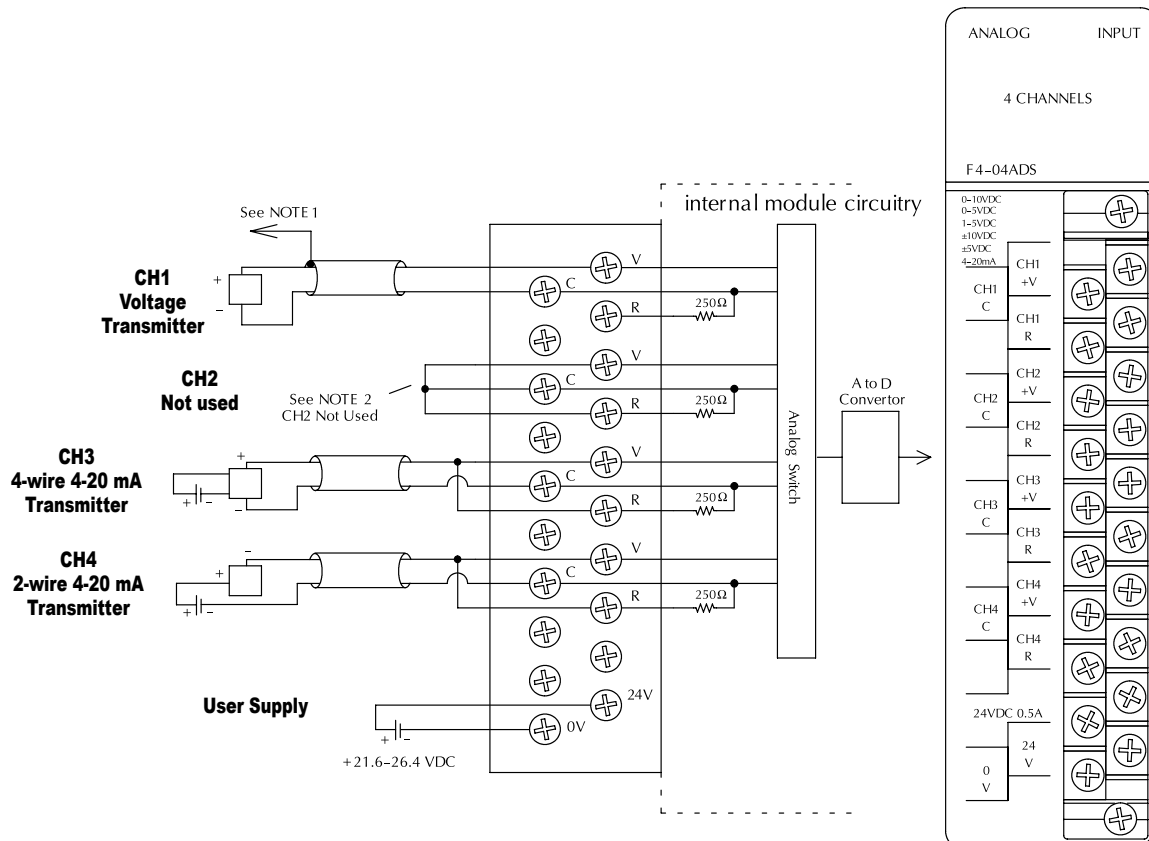 ANALOG INPUT
4 CHANNELS
F4-04ADS
0-10VDC
0-5VDC
1-5VDC
±10VDC
±5VDC
4-20mA
CH1
+V
CH1
C
CH1
R
CH2
+V
CH2
C
CH2
R
CH3
+V
CH3
C
CH3
R
CH4
+V
CH4
C
CH4
R
24VDC 0.5A
24
V
0
V
internal module circuitry
See NOTE 1
+
–
CH1
Voltage
Transmitter
V
C
R
250Ω
CH2
Not used
See NOTE 2
CH2 Not Used
V
C
R
250Ω
CH3
4-wire 4-20 mA
Transmitter
+
–
+
–
V
C
R
250Ω
CH4
2-wire 4-20 mA
Transmitter
–
+
+
–
V
C
R
250Ω
Analog Switch
A to D
Convertor
User Supply
24V
0V
+
–
+21.6–26.4 VDC